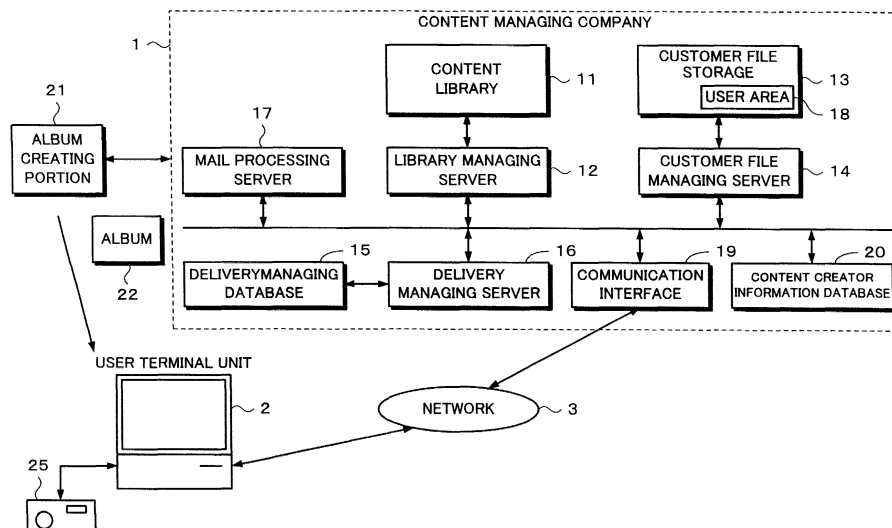 CONTENT MANAGING COMPANY
1
21
ALBUM
CREATING
PORTION
17
MAIL PROCESSING
SERVER
CONTENT
LIBRARY
11
CUSTOMER FILE
STORAGE
USER AREA
13
18
LIBRARY MANAGING
SERVER
12
CUSTOMER FILE
MANAGING SERVER
14
ALBUM
22
15
DELIVERYMANAGING
DATABASE
16
DELIVERY
MANAGING SERVER
19
COMMUNICATION
INTERFACE
20
CONTENT CREATOR
INFORMATION DATABASE
USER TERMINAL UNIT
2
NETWORK
3
25